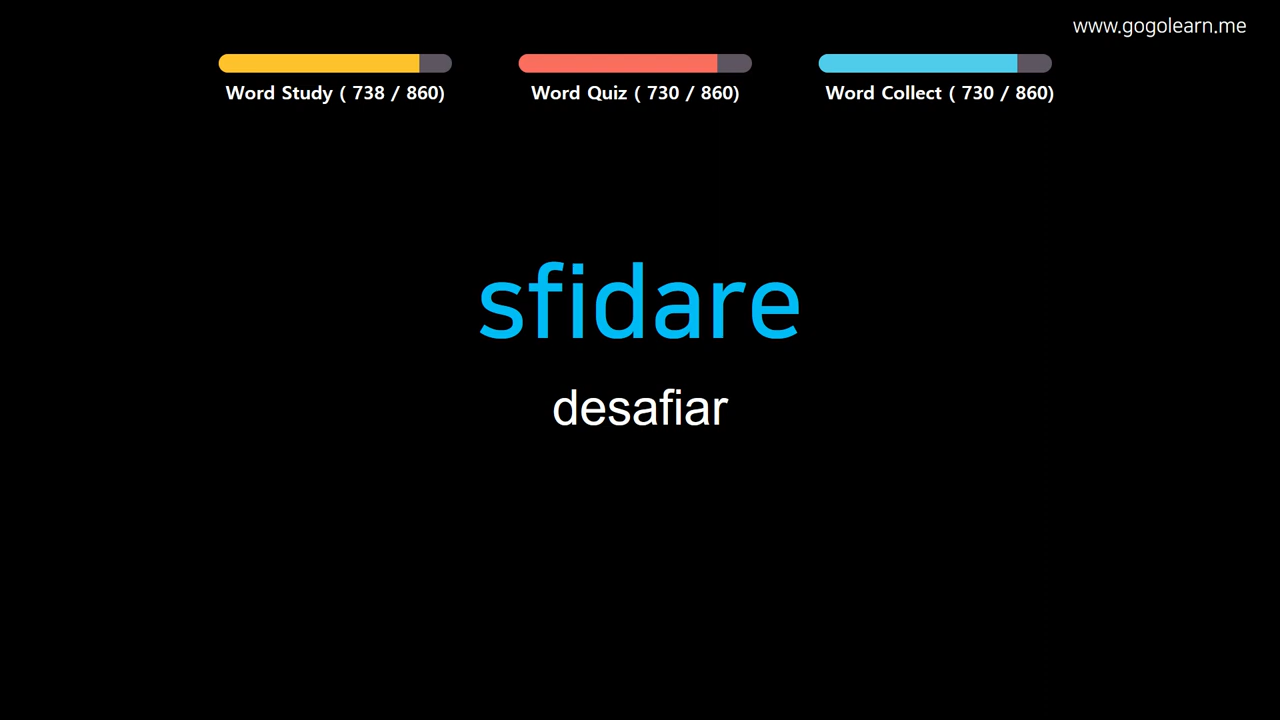 www.gogolearn.me
Word Study ( 738 / 860)
Word Quiz ( 730 / 860)
Word Collect ( 730 / 860)
sfidare
desafiar